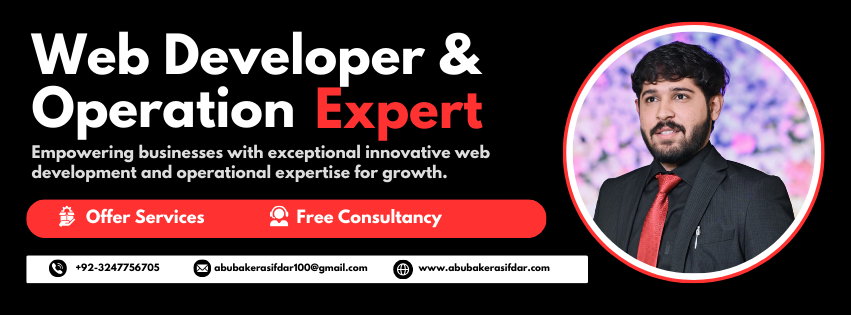 Web Developer &
Operation Expert
Empowering businesses with exceptional innovative web
development and operational expertise for growth.
Offer Services Free Consultancy
+92-3247756705 abubakerasifdar100@gmail.com www.abubakerasifdar.com